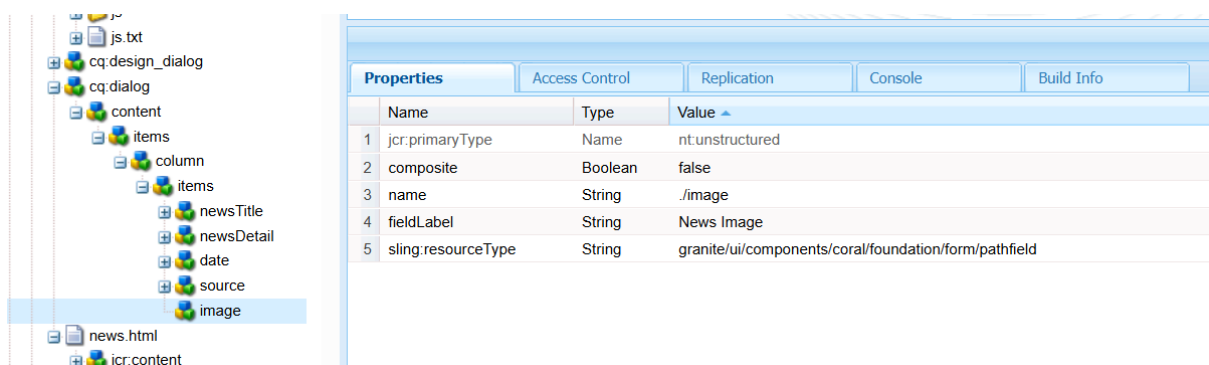 js
js.txt
cq:design_dialog
cq:dialog
content
items
column
items
newsTitle
newsDetail
date
source
image
news.html
jcr:content
Properties Access Control Replication Console Build Info
Name Type Value
1 jcr:primaryType Name nt:unstructured
2 composite Boolean false
3 name String ./image
4 fieldLabel String News Image
5 sling:resourceType String granite/ui/components/coral/foundation/form/pathfield